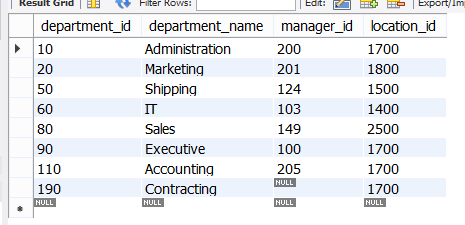 Result Grid Filter Rows: Edit: Export/Imp
department_id department_name manager_id location_id
10 Administration 200 1700
20 Marketing 201 1800
50 Shipping 124 1500
60 IT 103 1400
80 Sales 149 2500
90 Executive 100 1700
110 Accounting 205 1700
190 Contracting NULL 1700
NULL NULL NULL NULL